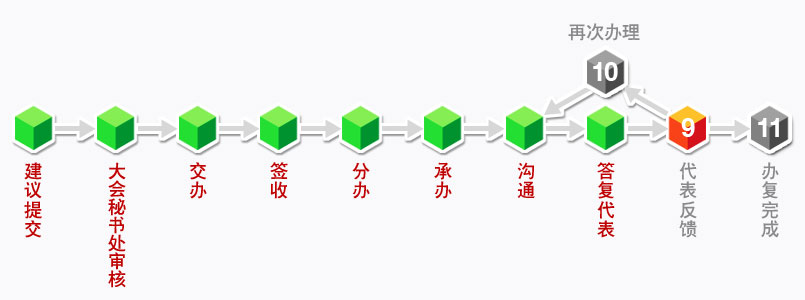 再次办理
10
9
11
建议提交
大会秘书处审核
交办
签收
分办
承办
沟通
答复代表
代表反馈
办复完成